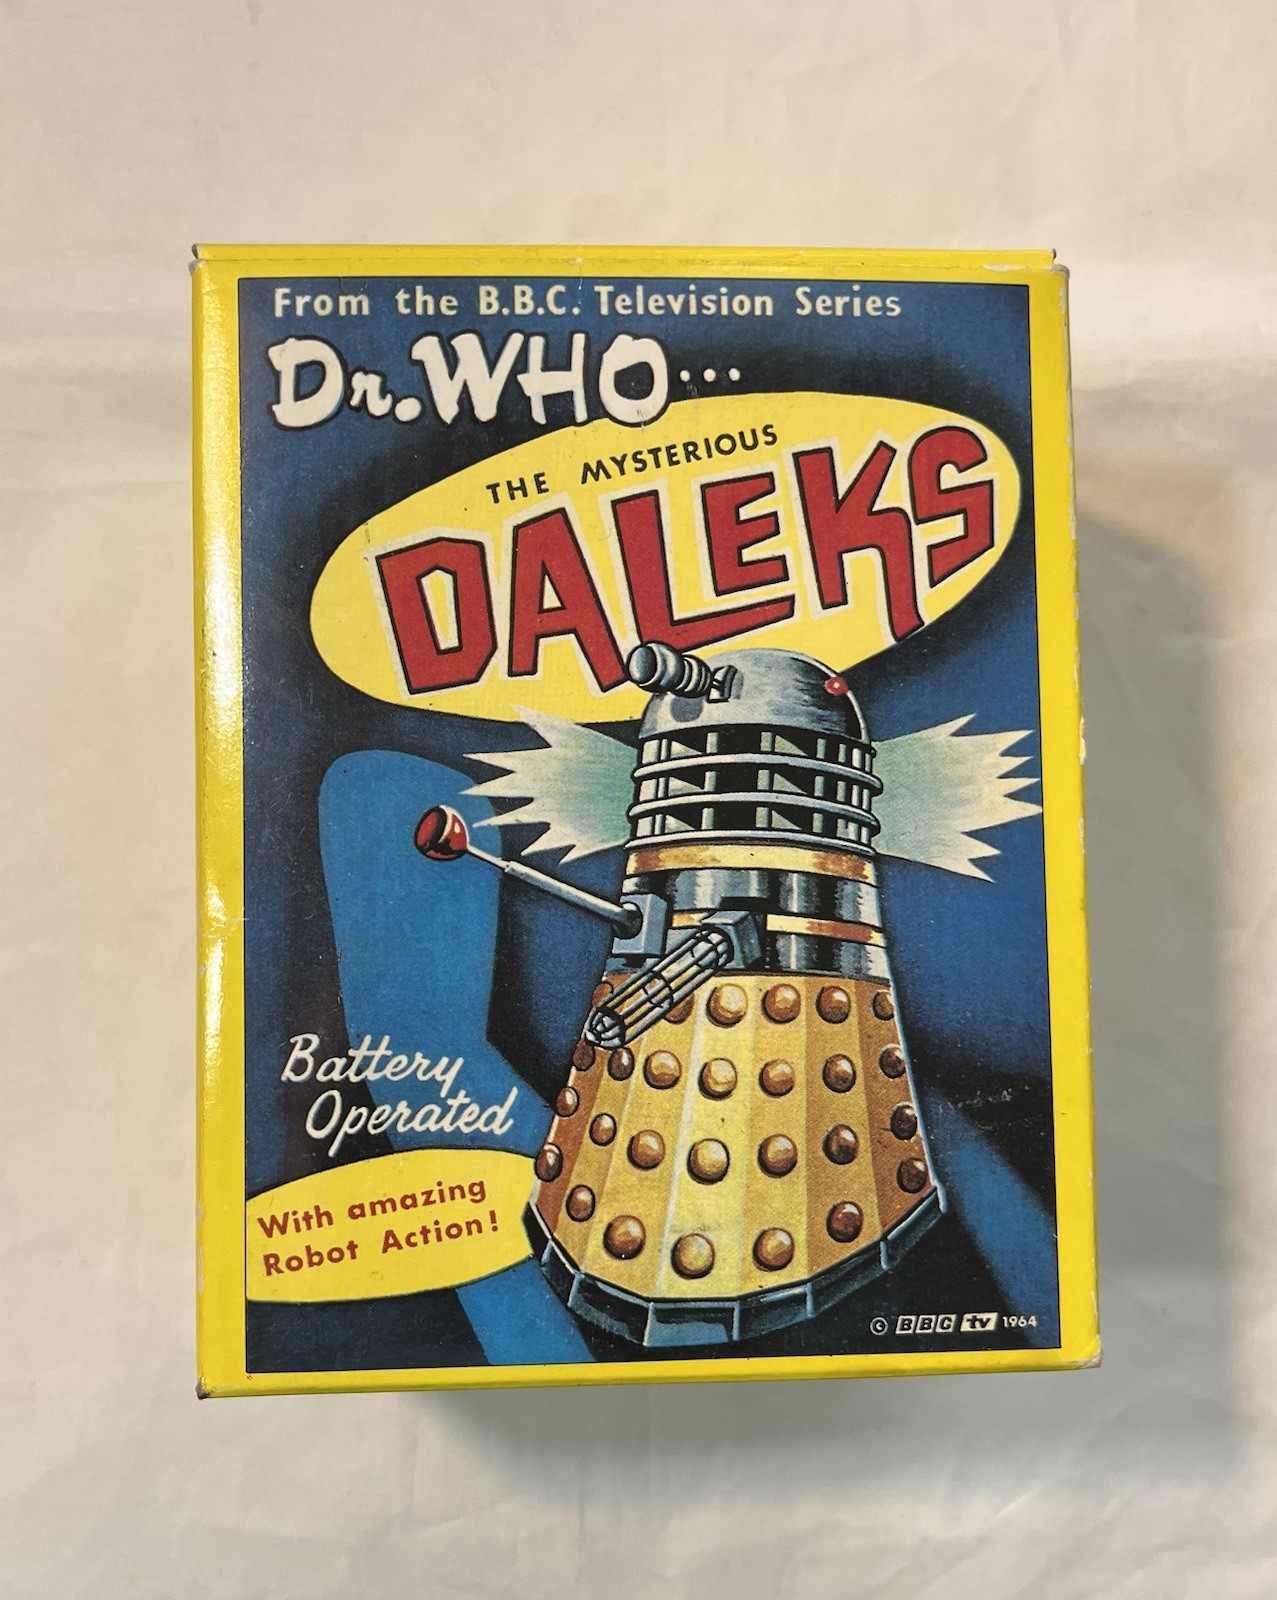 From the B.B.C. Television Series
Dr. WHO...
THE MYSTERIOUS
DALEKS
Battery
Operated
With amazing
Robot Action!
© BBC tv 1964